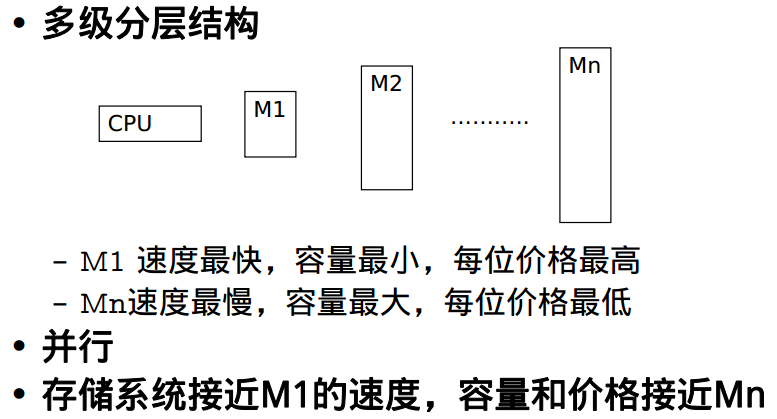 • 多级分层结构
CPU
M1
M2
...........
Mn
– M1 速度最快，容量最小，每位价格最高
– Mn速度最慢，容量最大，每位价格最低
• 并行
• 存储系统接近M1的速度，容量和价格接近Mn